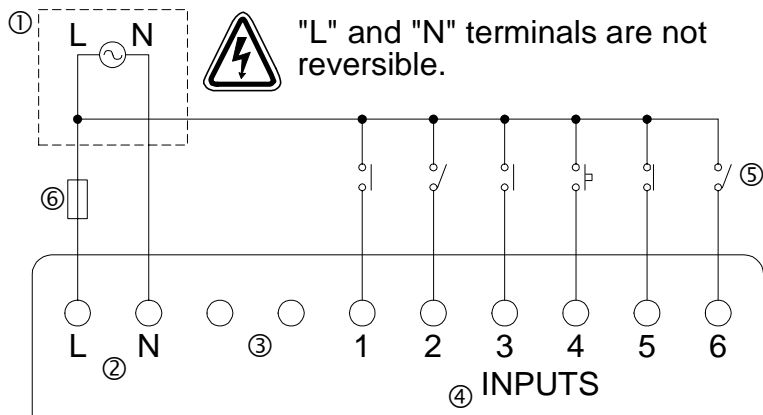 ① L N "L" and "N" terminals are not
reversible.
⑥ ⑤
L N 1 2 3 4 5 6
② ③
④ INPUTS